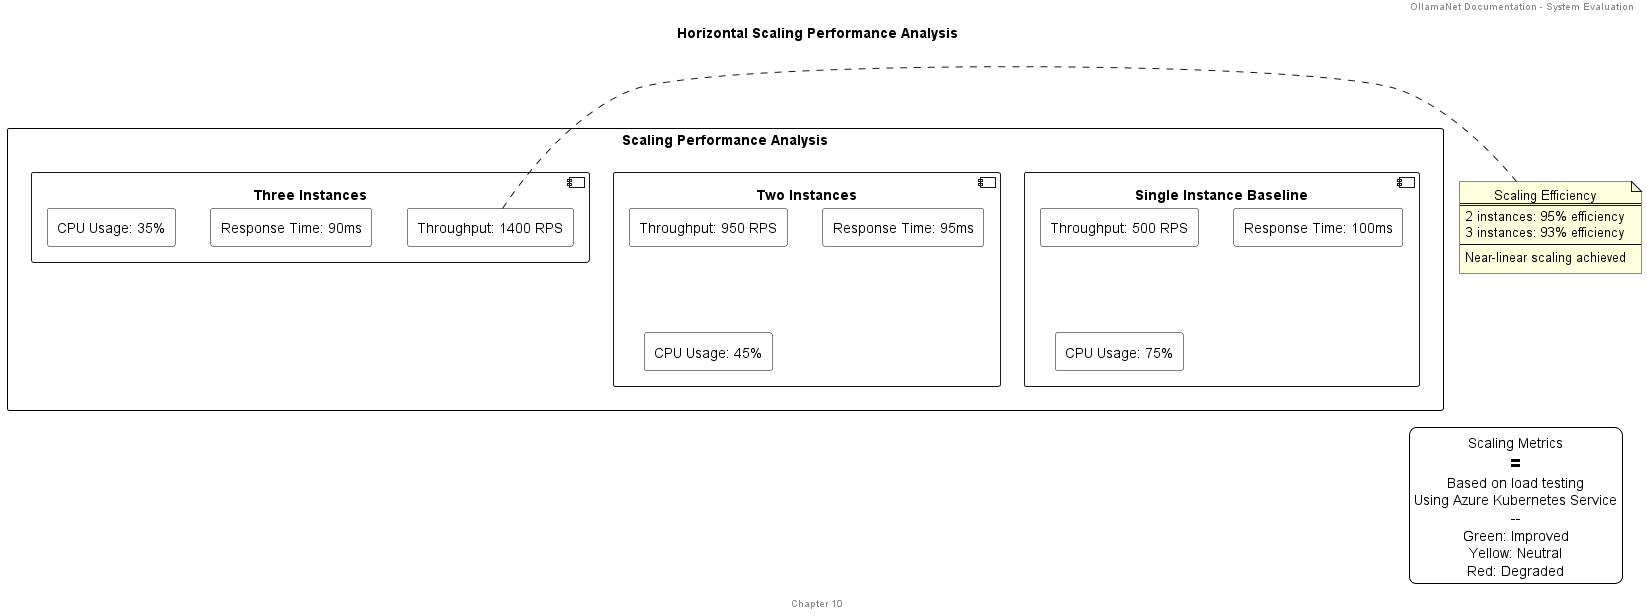 OllamaNet Documentation - System Evaluation
Horizontal Scaling Performance Analysis
Scaling Performance Analysis
Three Instances
CPU Usage: 35%
Response Time: 90ms
Throughput: 1400 RPS
Two Instances
Throughput: 950 RPS
Response Time: 95ms
CPU Usage: 45%
Single Instance Baseline
Throughput: 500 RPS
Response Time: 100ms
CPU Usage: 75%
Scaling Efficiency
2 instances: 95% efficiency
3 instances: 93% efficiency
Near-linear scaling achieved
Scaling Metrics
=
Based on load testing
Using Azure Kubernetes Service
--
Green: Improved
Yellow: Neutral
Red: Degraded
Chapter 10